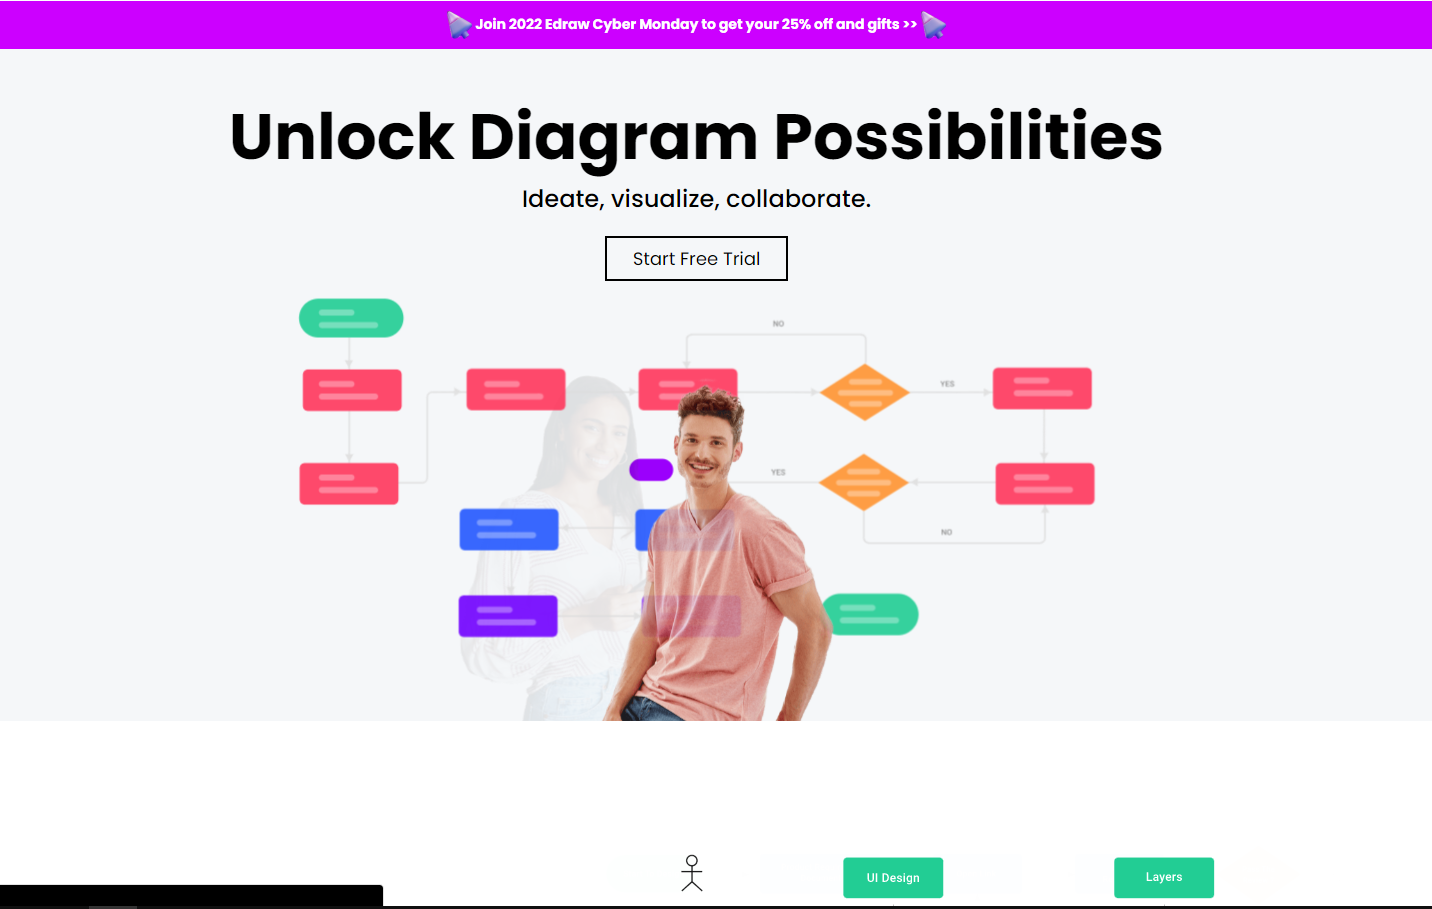 Join 2022 Edraw Cyber Monday to get your 25% off and gifts >>
Unlock Diagram Possibilities
Ideate, visualize, collaborate.
Start Free Trial
NO
YES
YES
NO
UI Design
Layers